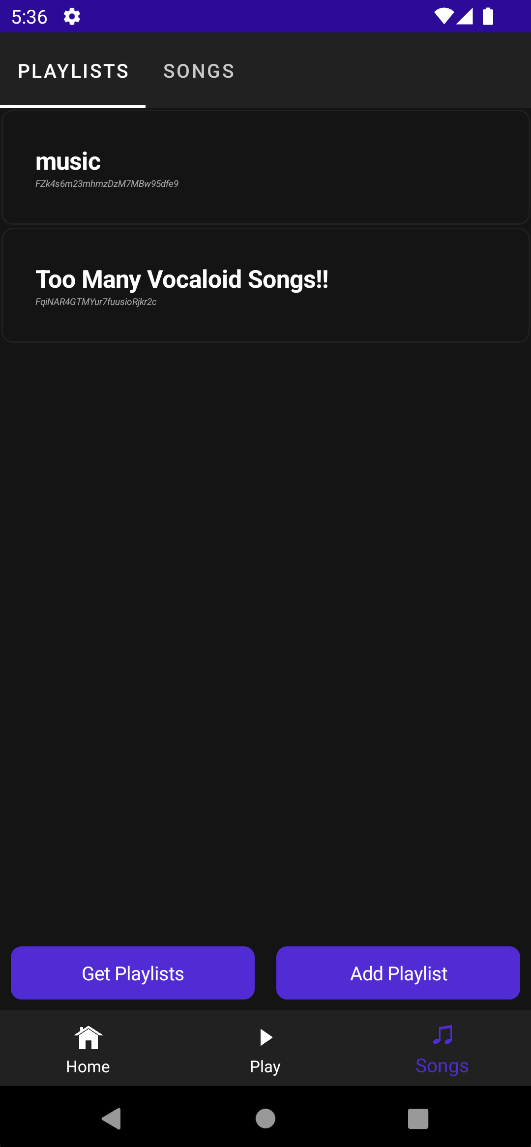 5:36
PLAYLISTS SONGS
music
FZk4s6m23mhmzDzM7MBw95dfe9
Too Many Vocaloid Songs!!
FqiNAR4GTMYur7fuusioRjkr2c
Get Playlists Add Playlist
Home Play Songs